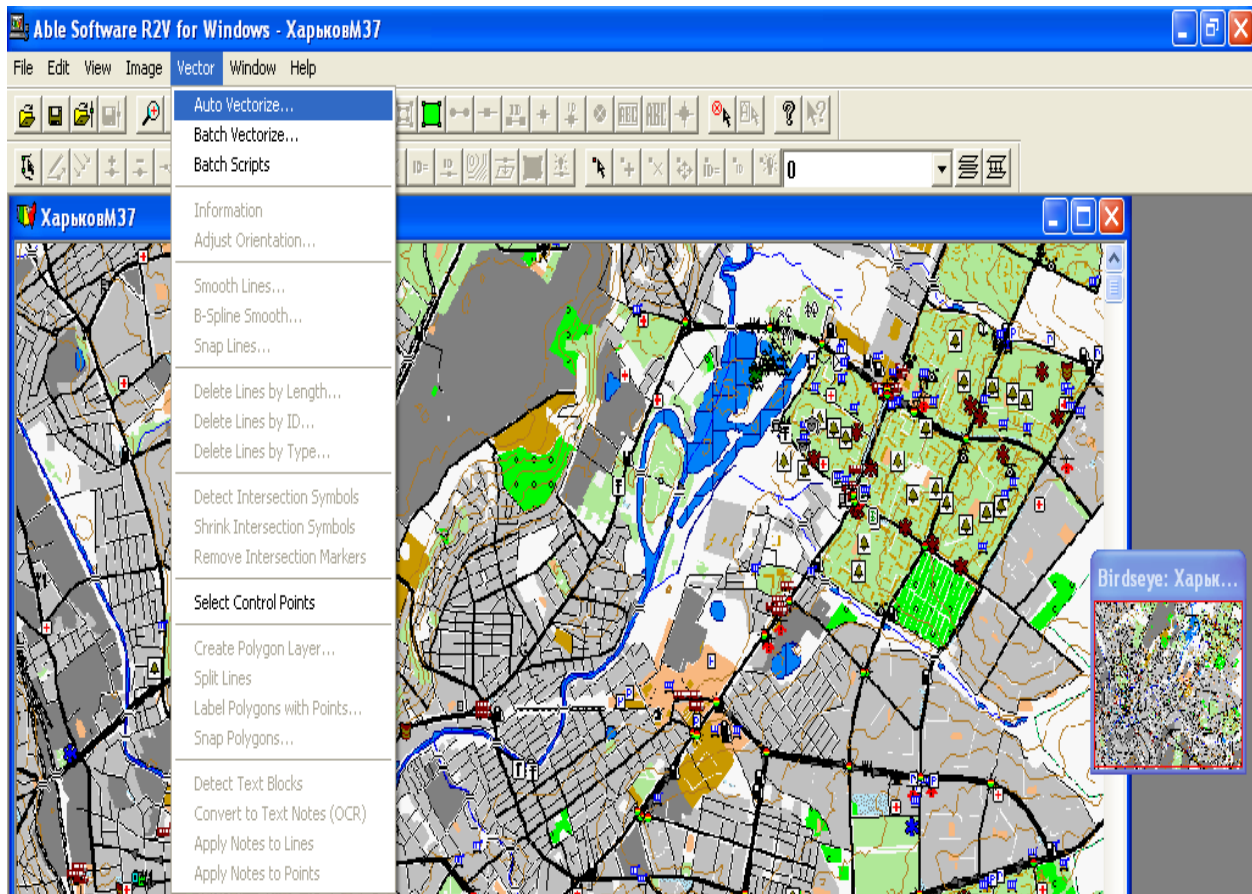 Able Software R2V for Windows - ХарьковМ37
File Edit View Image Vector Window Help
Auto Vectorize...
Batch Vectorize...
Batch Scripts
0
Information
Adjust Orientation...
Smooth Lines...
B-Spline Smooth...
Snap Lines...
Delete Lines by Length...
Delete Lines by ID...
Delete Lines by Type...
Detect Intersection Symbols
Shrink Intersection Symbols
Remove Intersection Markers
Select Control Points
Create Polygon Layer...
Split Lines
Label Polygons with Points...
Snap Polygons...
Detect Text Blocks
Convert to Text Notes (OCR)
Apply Notes to Lines
Apply Notes to Points
ХарьковМ37
Birdseye: Харьк...